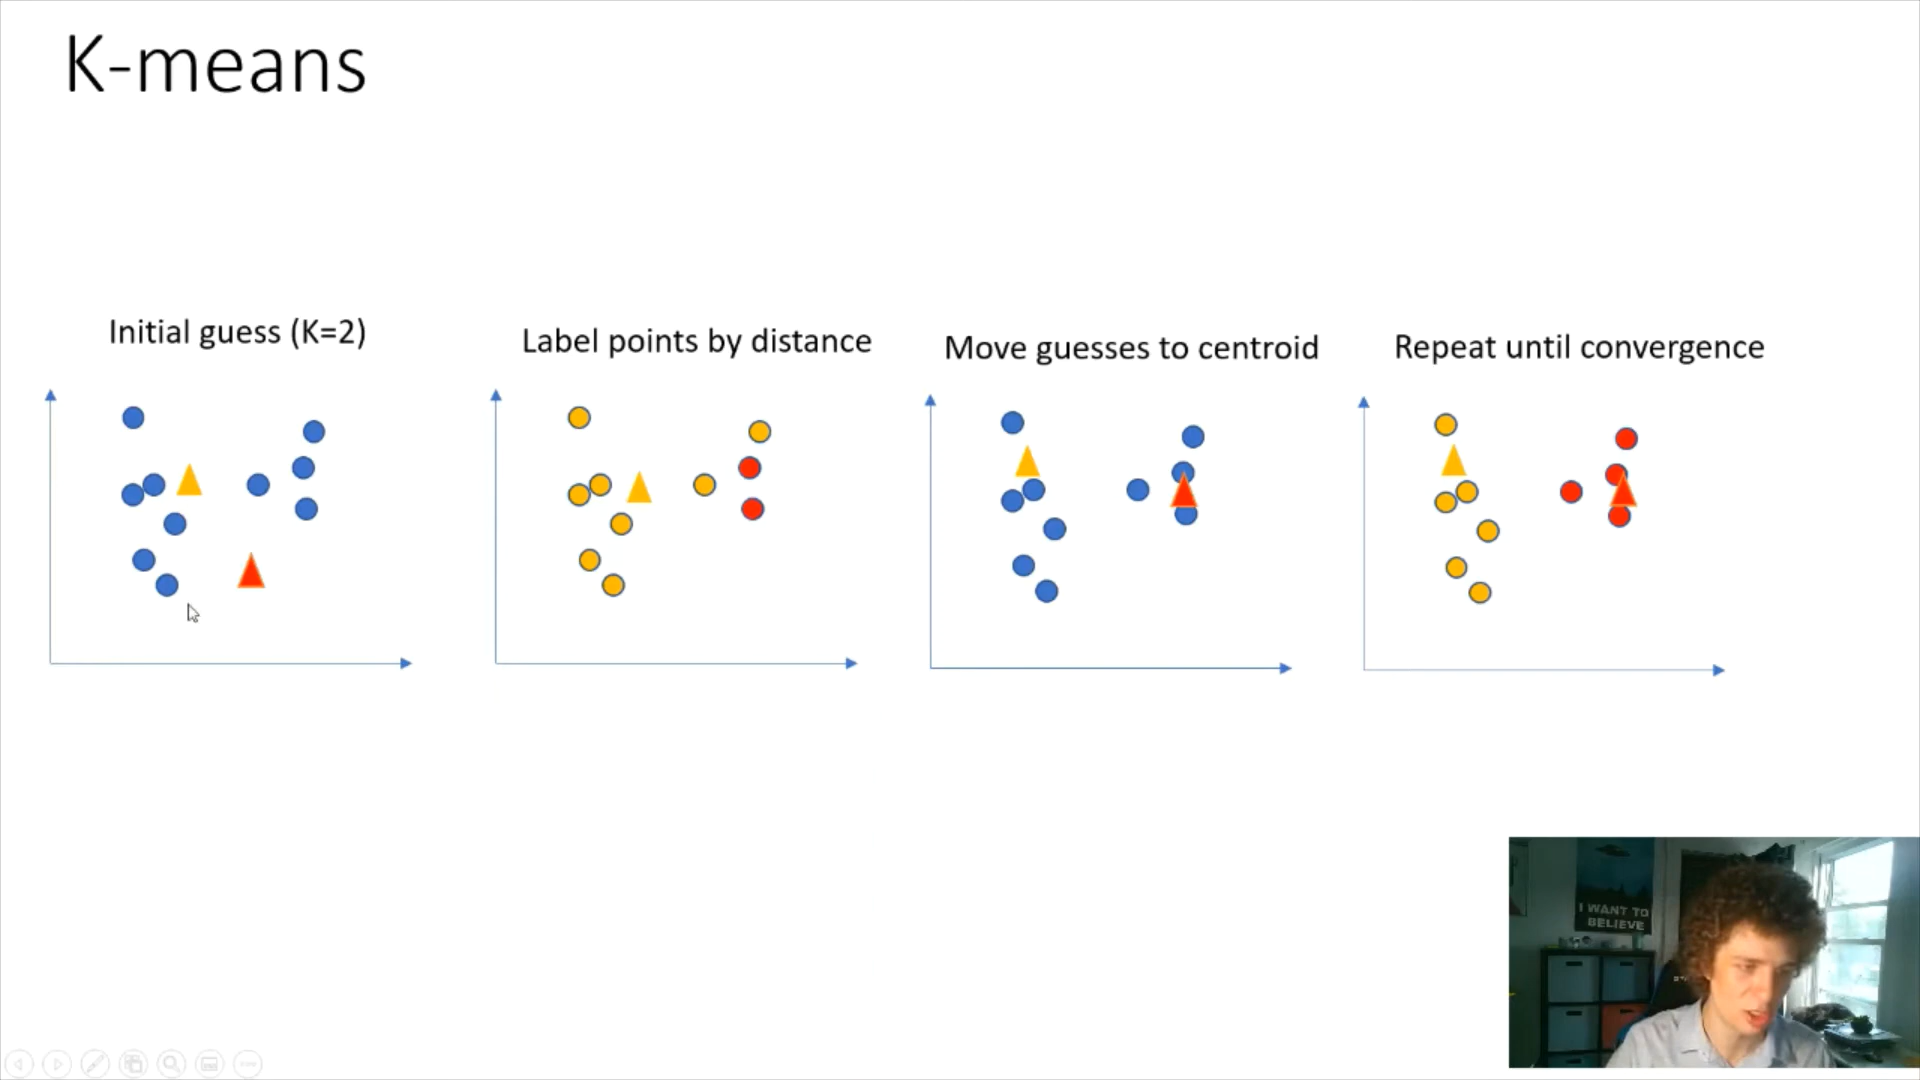 K-means
Initial guess (K=2)
Label points by distance
Move guesses to centroid
Repeat until convergence
I WANT TO
BELIEVE